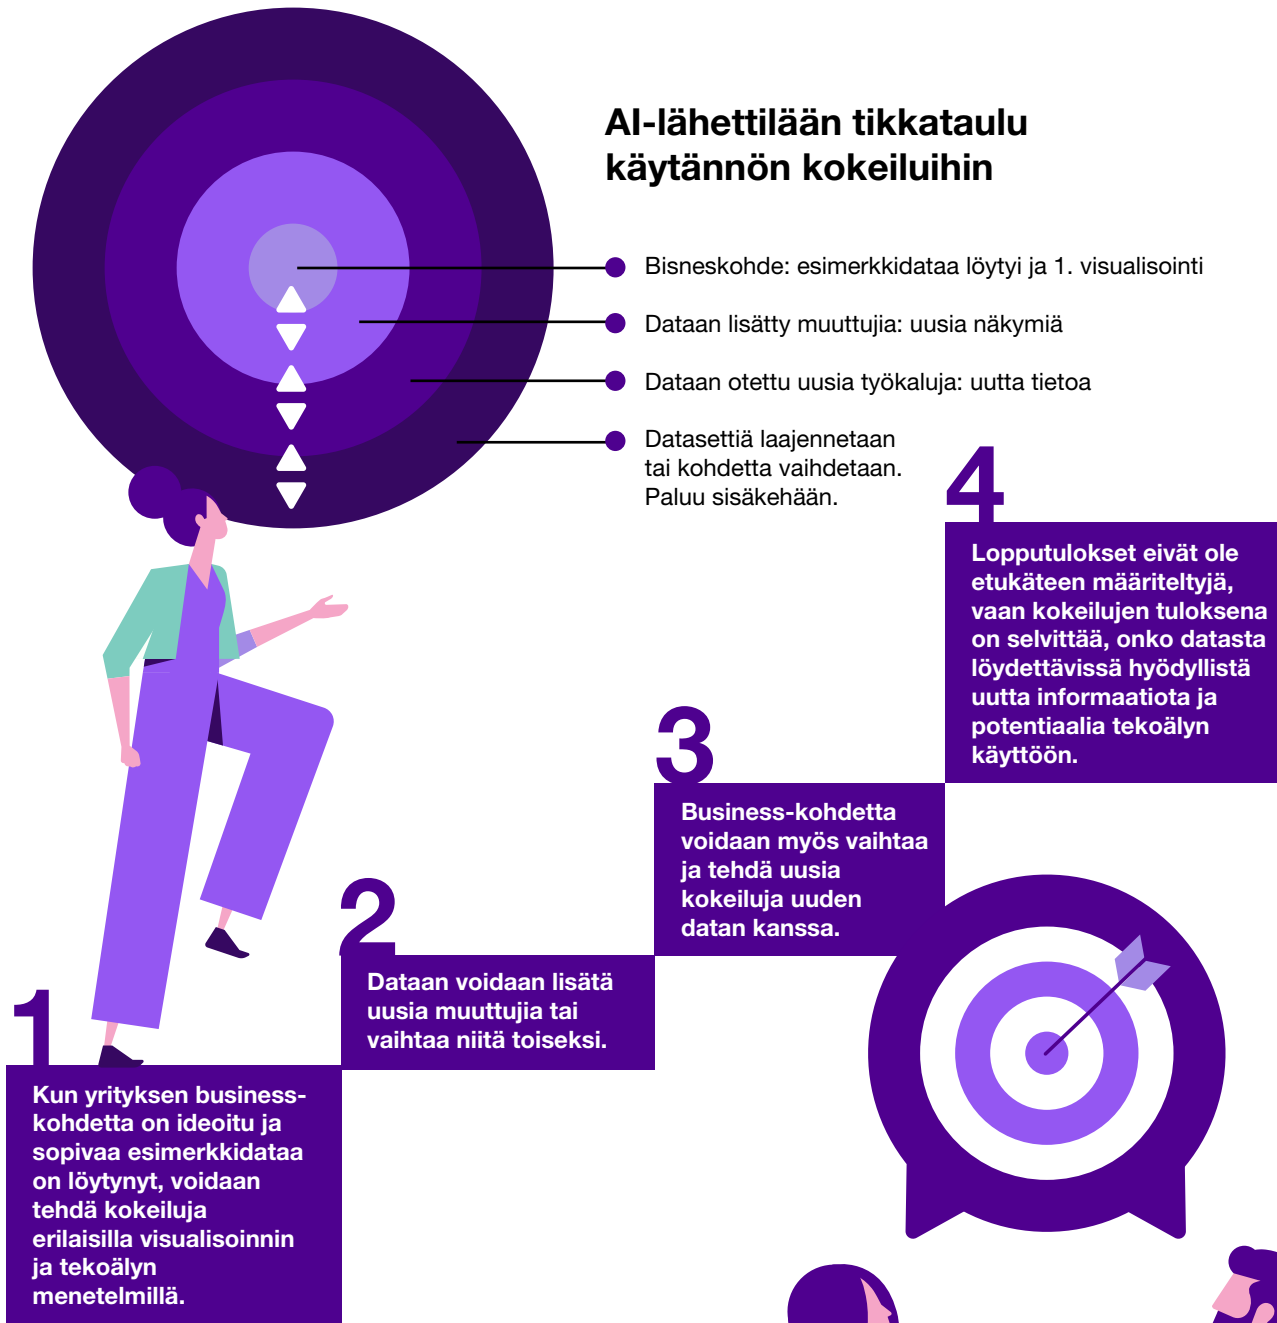 AI-lähettilään tikkataulu
käytännön kokeiluihin
Bisneskohde: esimerkkidataa löytyi ja 1. visualisointi
Dataan lisätty muuttujia: uusia näkymiä
Dataan otettu uusia työkaluja: uutta tietoa
Datasettiä laajennetaan
tai kohdetta vaihdetaan.
Paluu sisäkehään.
1
Kun yrityksen business-
kohdetta on ideoitu ja
sopivaa esimerkkidataa
on löytynyt, voidaan
tehdä kokeiluja
erilaisilla visualisoinnin
ja tekoälyn
menetelmillä.
2
Dataan voidaan lisätä
uusia muuttujia tai
vaihtaa niitä toiseksi.
3
Business-kohdetta
voidaan myös vaihtaa
ja tehdä uusia
kokeiluja uuden
datan kanssa.
4
Lopputulokset eivät ole
etukäteen määriteltyjä,
vaan kokeilujen tuloksena
on selvittää, onko datasta
löydettävissä hyödyllistä
uutta informaatiota ja
potentiaalia tekoälyn
käyttöön.